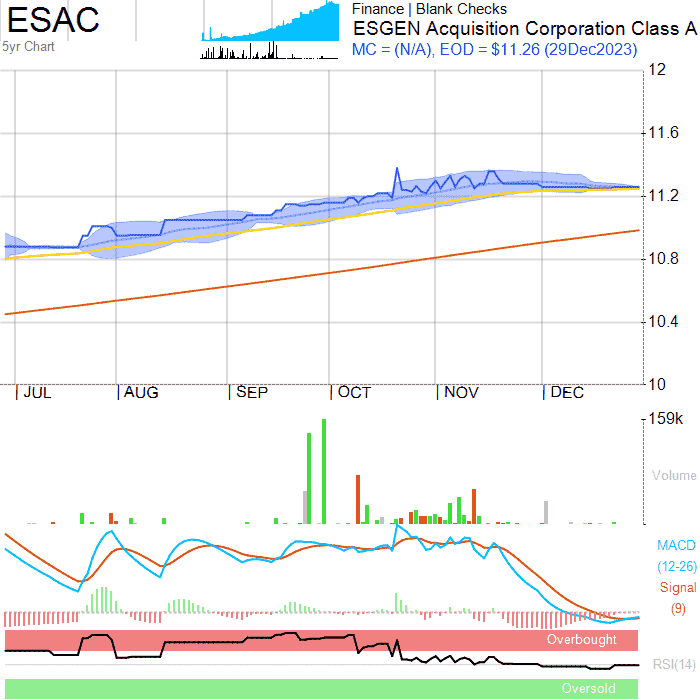 ESAC
5yr Chart
Finance | Blank Checks
ESGEN Acquisition Corporation Class A
MC = (N/A), EOD = $11.26 (29Dec2023)
12
11.6
11.2
10.8
10.4
10
JUL AUG SEP OCT NOV DEC
159k
Volume
MACD
(12-26)
Signal
(9)
Overbought
RSI(14)
Oversold